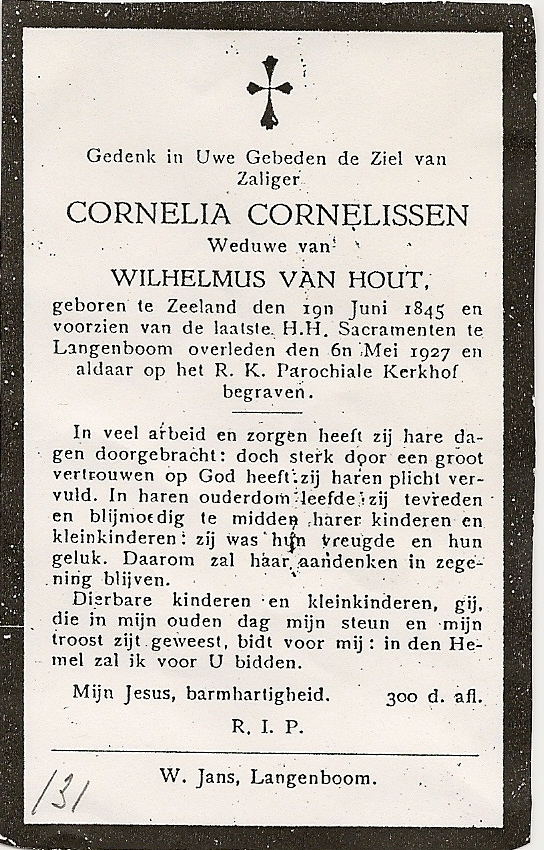 Gedenk in Uwe Gebeden de Ziel van
Zaliger
CORNELIA CORNELISSEN
Weduwe van
WILHELMUS VAN HOUT,
geboren te Zeeland den 19n Juni 1845 en
voorzien van de laatste H.H. Sacramenten te
Langenboom overleden den 6n Mei 1927 en
aldaar op het R. K. Parochiale Kerkhof
begraven.
In veel arbeid en zorgen heeft zij hare da-
gen doorgebracht: doch sterk door een groot
vertrouwen op God heeft zij haren plicht ver-
vuld. In haren ouderdom leefde zij tevreden
en blijmoedig te midden harer kinderen en
kleinkinderen: zij was hun vreugde en hun
geluk. Daarom zal haar aandenken in zege-
ning blijven.
Dierbare kinderen en kleinkinderen, gij,
die in mijn ouden dag mijn steun en mijn
troost zijt geweest, bidt voor mij: in den He-
mel zal ik voor U bidden.
Mijn Jesus, barmhartigheid. 300 d. afl.
R. I. P.
W. Jans, Langenboom.
131